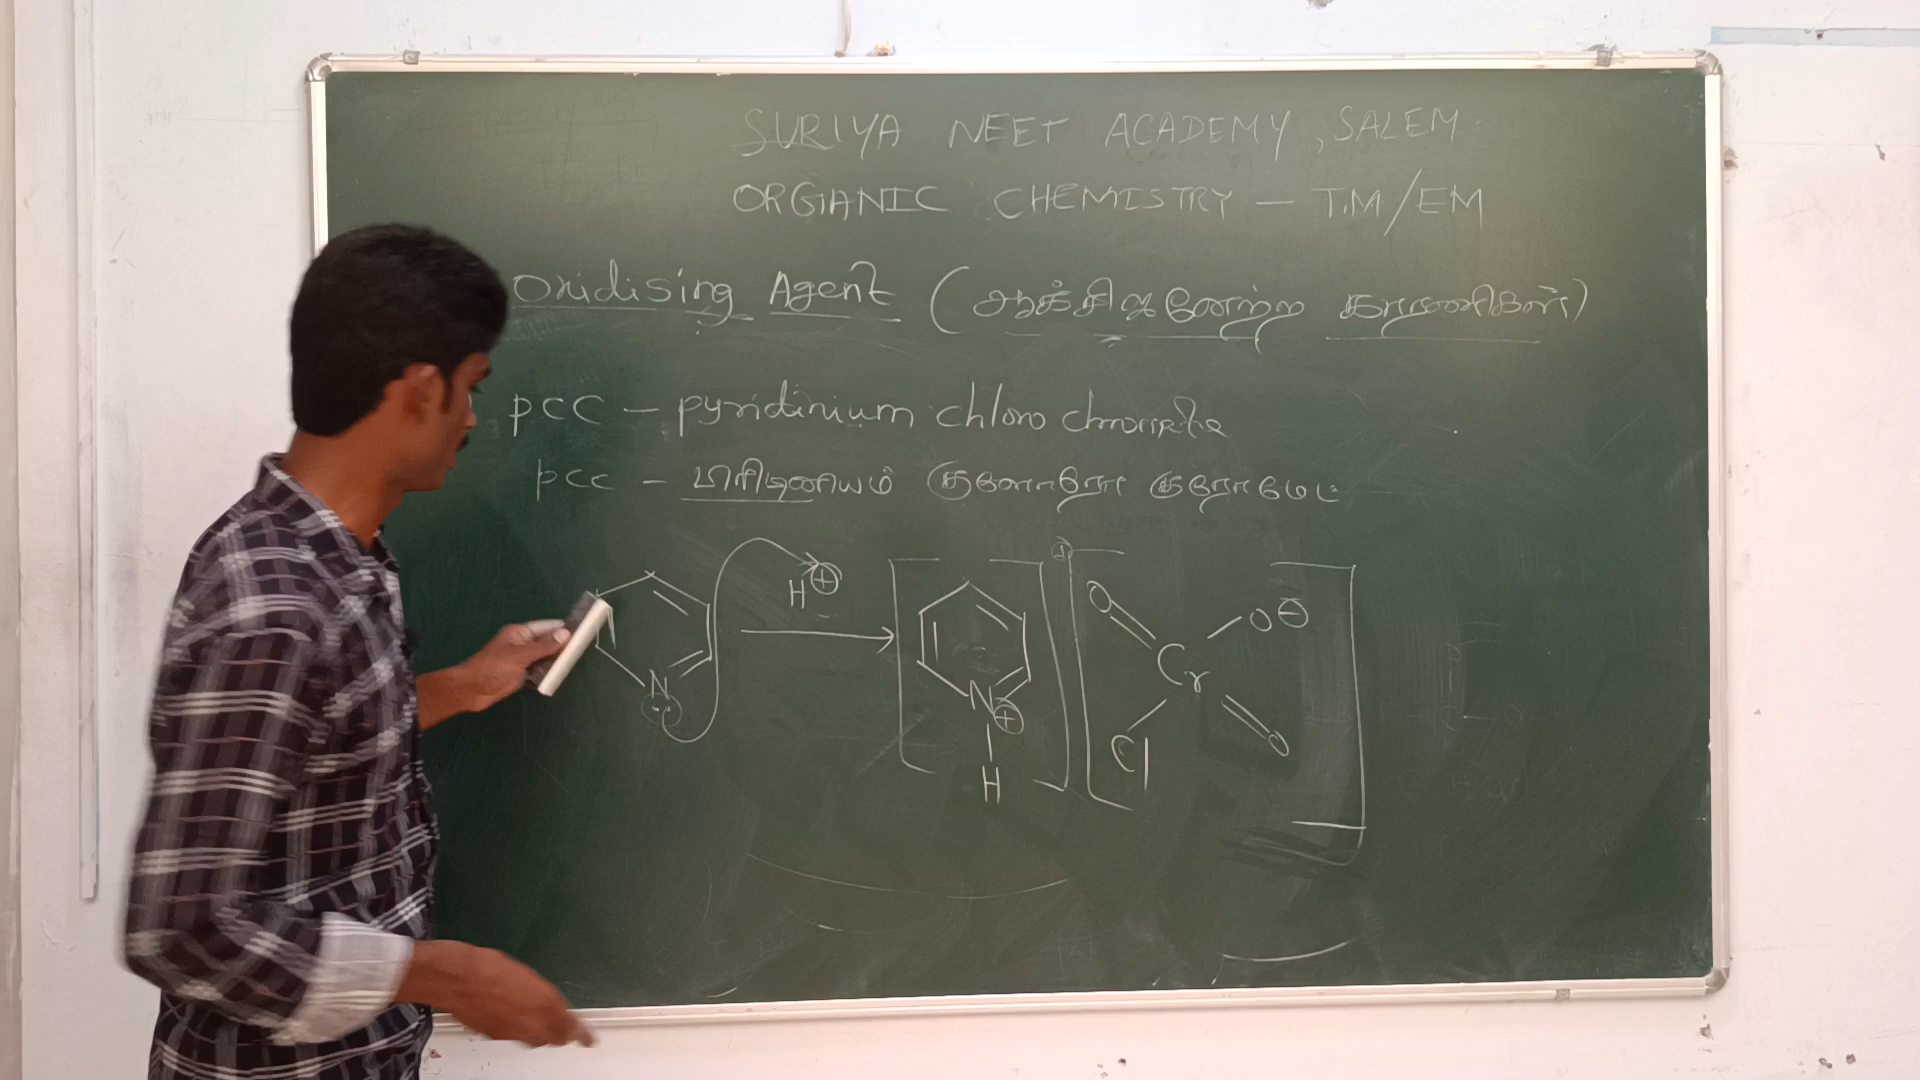 SURIYA NEET ACADEMY, SALEM.
ORGANIC CHEMISTRY – T.M/EM
Oxidising Agent (ஆக்சிஜனேற்ற காரணிகள்)
pcc – pyridinium chloro chromate
pcc – பிரிடினியம் குளோரோ குரோமேட்
H⊕
⊕
O
O⊖
Cr
N
N⊕
Cl
O
H